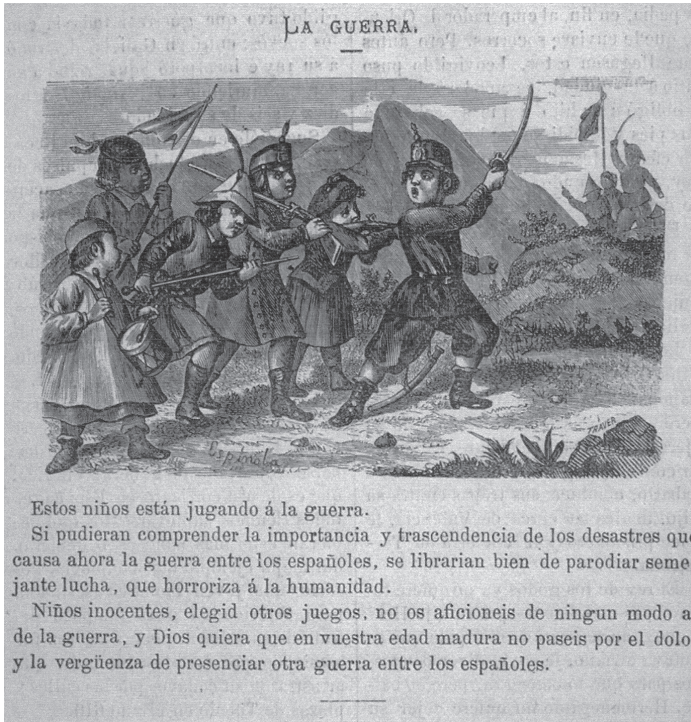 LA GUERRA.
Espínola
TRAVER
Estos niños están jugando á la guerra.
Si pudieran comprender la importancia y trascendencia de los desastres que
causa ahora la guerra entre los españoles, se librarian bien de parodiar seme
jante lucha, que horroriza á la humanidad.
Niños inocentes, elegid otros juegos, no os aficioneis de ningun modo a
de la guerra, y Dios quiera que en vuestra edad madura no paseis por el dolo
y la vergüenza de presenciar otra guerra entre los españoles.